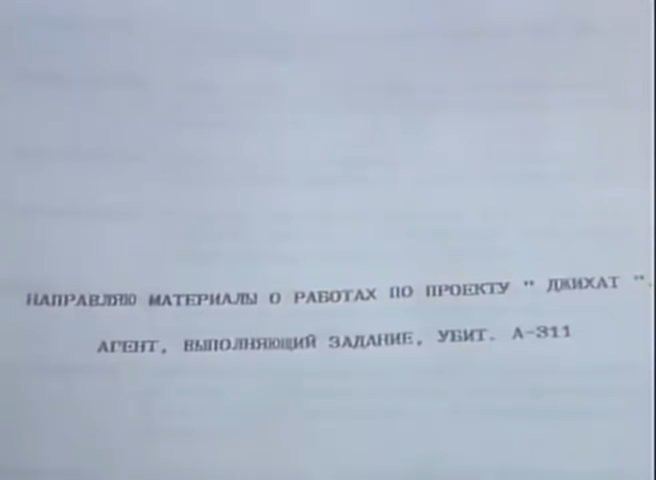 НАПРАВЛЯЮ МАТЕРИАЛЫ О РАБОТАХ ПО ПРОЕКТУ " ДЖИХАТ ".
АГЕНТ, ВЫПОЛНЯЮЩИЙ ЗАДАНИЕ, УБИТ. А-311